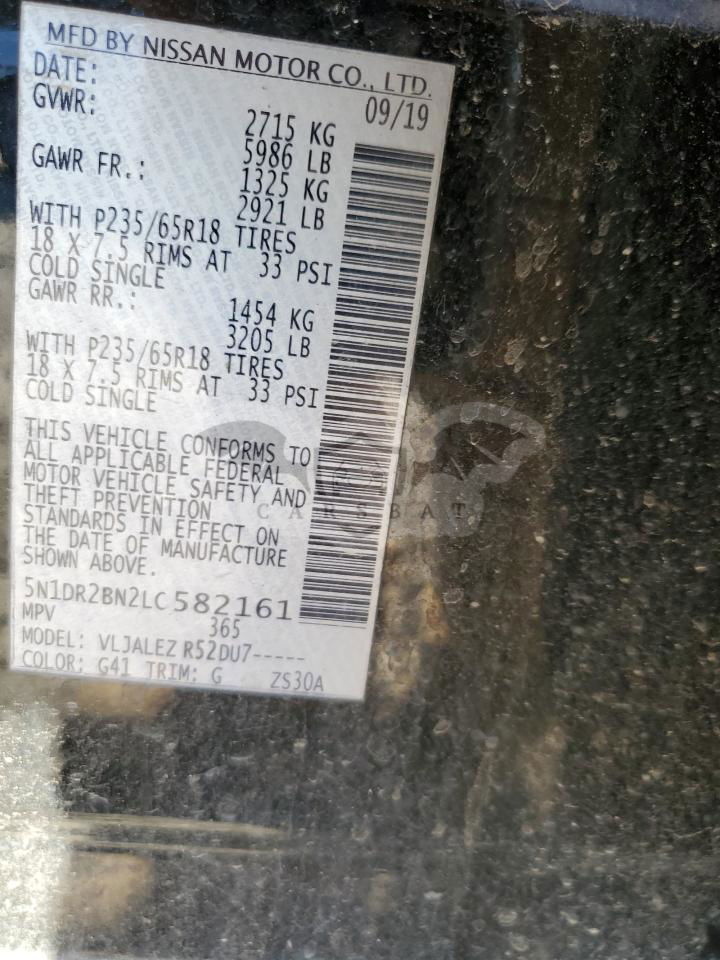 MFD BY NISSAN MOTOR CO., LTD.
DATE: 09/19
GVWR: 2715 KG
5986 LB
GAWR FR.: 1325 KG
2921 LB
WITH P235/65R18 TIRES
18 X 7.5 RIMS AT 33 PSI
COLD SINGLE
GAWR RR.: 1454 KG
3205 LB
WITH P235/65R18 TIRES
18 X 7.5 RIMS AT 33 PSI
COLD SINGLE
THIS VEHICLE CONFORMS TO
ALL APPLICABLE FEDERAL
MOTOR VEHICLE SAFETY AND
THEFT PREVENTION
STANDARDS IN EFFECT ON
THE DATE OF MANUFACTURE
SHOWN ABOVE.
5N1DR2BN2LC582161
MPV 365
MODEL: VLJALEZ R52DU7-----
COLOR: G41 TRIM: G ZS30A
CARSBAT